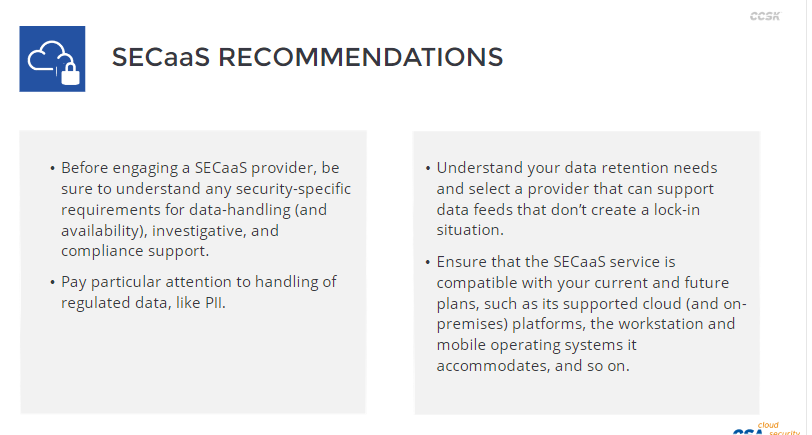 CCSK
SECaaS RECOMMENDATIONS
• Before engaging a SECaaS provider, be
sure to understand any security-specific
requirements for data-handling (and
availability), investigative, and
compliance support.
• Pay particular attention to handling of
regulated data, like PII.
• Understand your data retention needs
and select a provider that can support
data feeds that don’t create a lock-in
situation.
• Ensure that the SECaaS service is
compatible with your current and future
plans, such as its supported cloud (and on-
premises) platforms, the workstation and
mobile operating systems it
accommodates, and so on.
cloud
CSA security